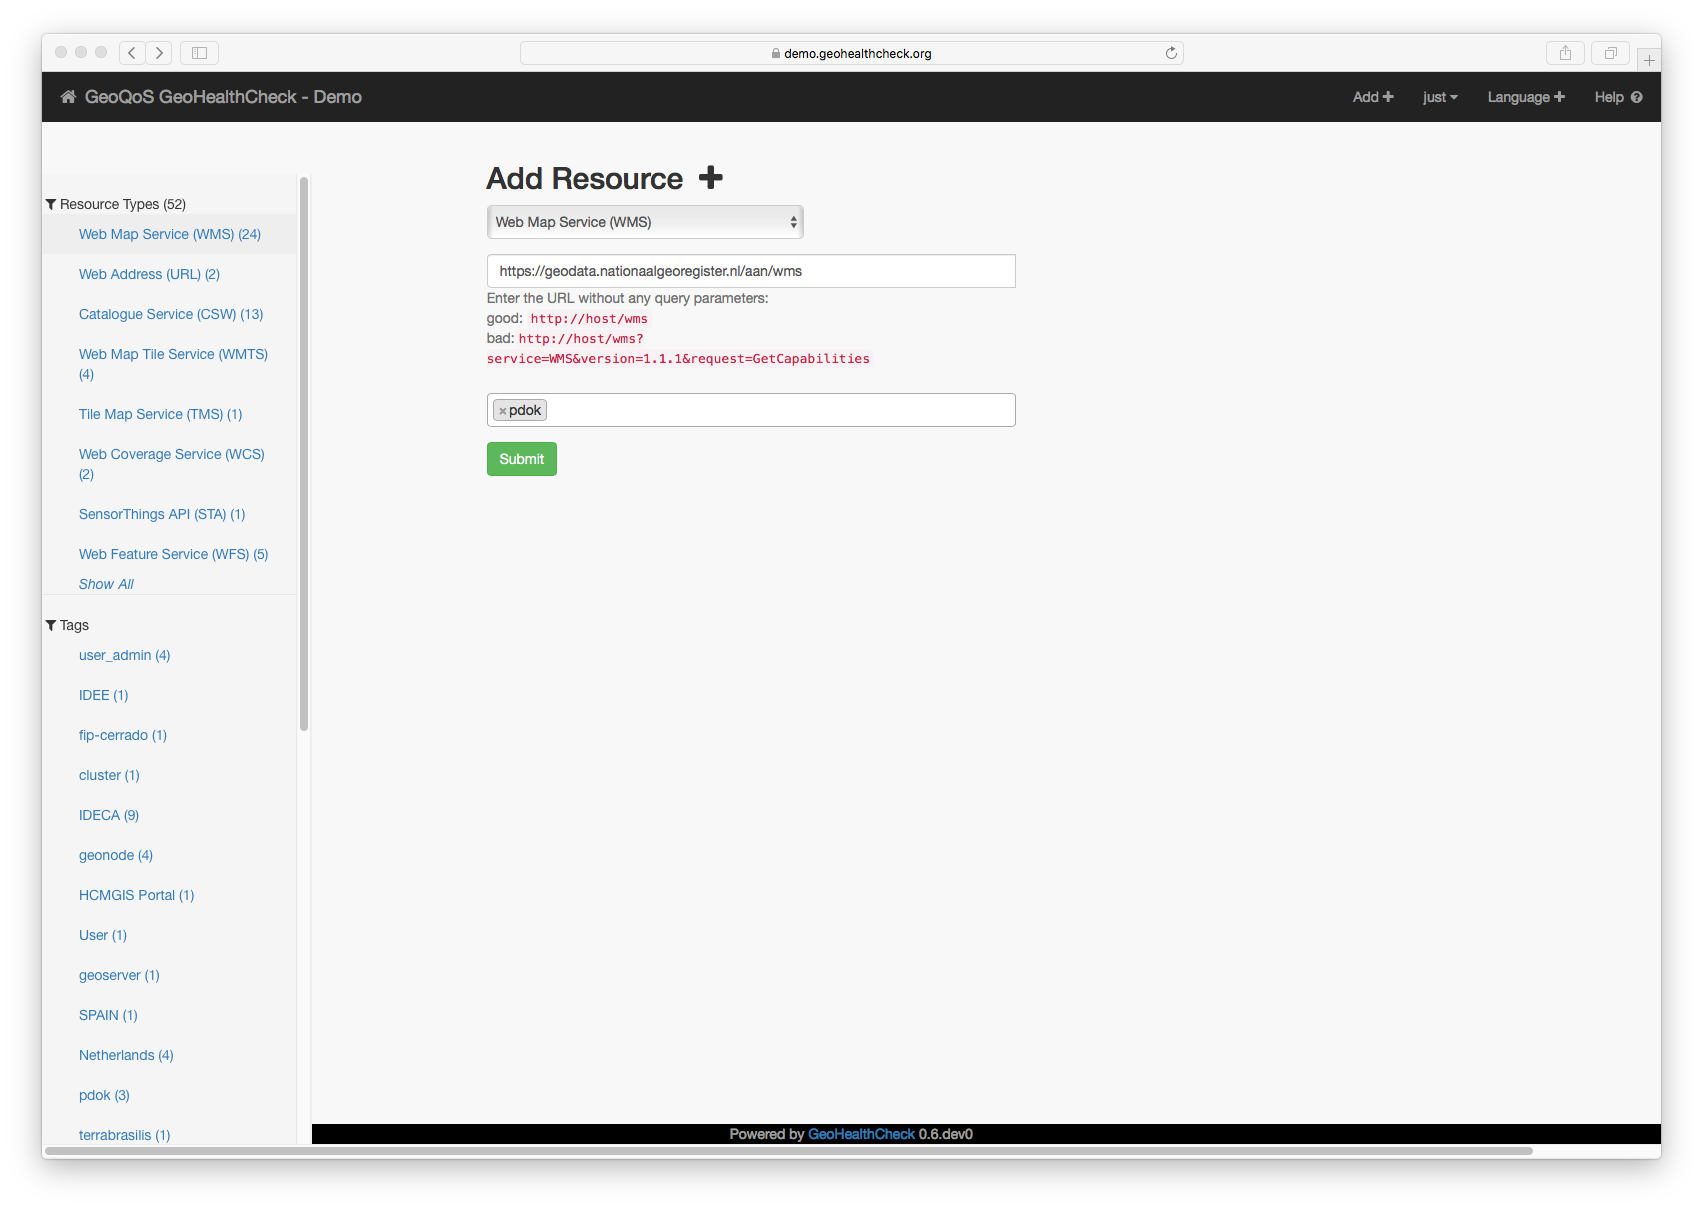 demo.geohealthcheck.org
GeoQoS GeoHealthCheck - Demo
Add
just
Language
Help
Resource Types (52)
Web Map Service (WMS) (24)
Web Address (URL) (2)
Catalogue Service (CSW) (13)
Web Map Tile Service (WMTS)
(4)
Tile Map Service (TMS) (1)
Web Coverage Service (WCS)
(2)
SensorThings API (STA) (1)
Web Feature Service (WFS) (5)
Show All
Tags
user_admin (4)
IDEE (1)
fip-cerrado (1)
cluster (1)
IDECA (9)
geonode (4)
HCMGIS Portal (1)
User (1)
geoserver (1)
SPAIN (1)
Netherlands (4)
pdok (3)
terrabrasilis (1)
Add Resource
Web Map Service (WMS)
https://geodata.nationaalgeoregister.nl/aan/wms
Enter the URL without any query parameters:
good: http://host/wms
bad: http://host/wms?
service=WMS&version=1.1.1&request=GetCapabilities
× pdok
Submit
Powered by GeoHealthCheck 0.6.dev0